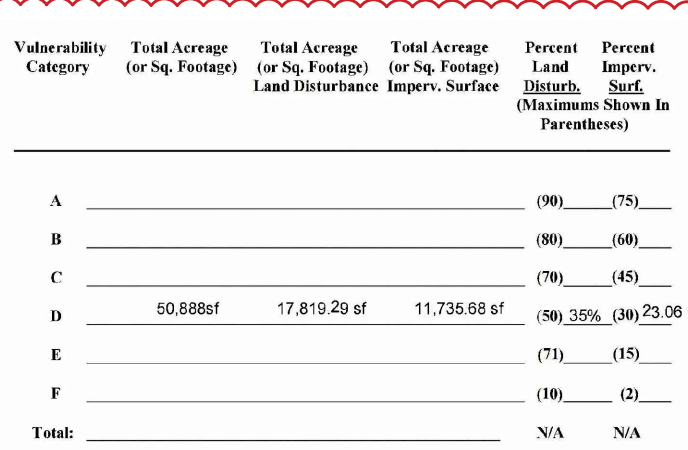 Vulnerability Total Acreage Total Acreage Total Acreage Percent Percent
Category (or Sq. Footage) (or Sq. Footage) (or Sq. Footage) Land Imperv.
Land Disturbance Imperv. Surface Disturb. Surf.
(Maximums Shown In
Parentheses)
A (90) (75)
B (80) (60)
C (70) (45)
D 50,888sf 17,819.29 sf 11,735.68 sf (50) 35% (30) 23.06
E (71) (15)
F (10) (2)
Total: N/A N/A